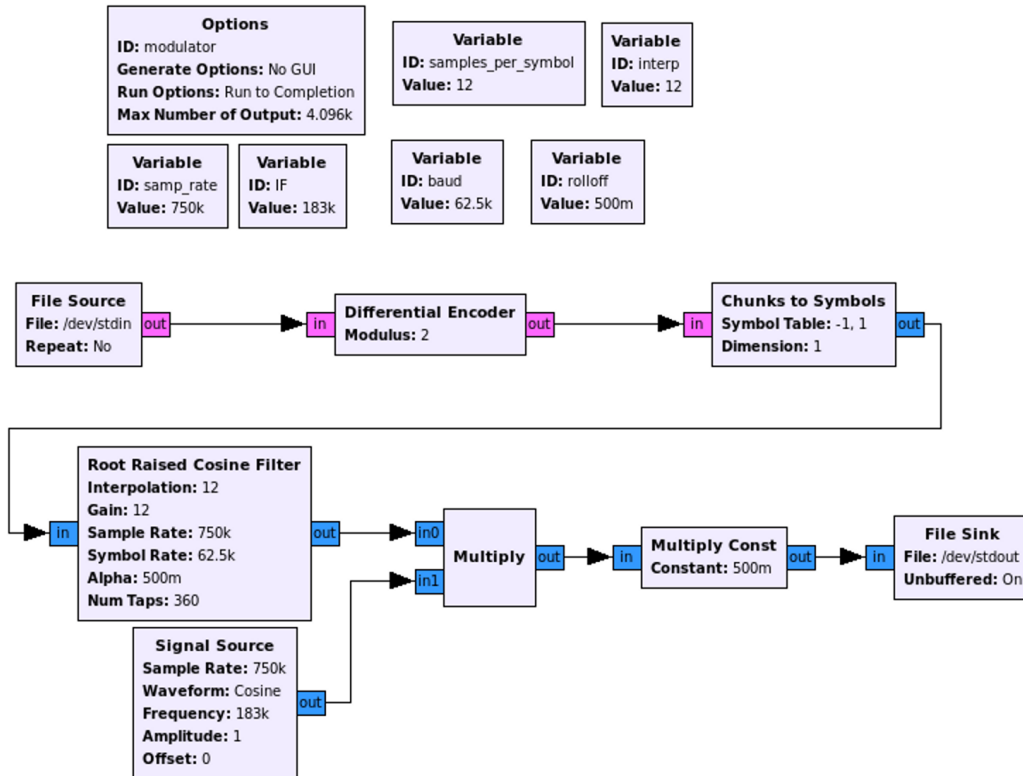 Options
ID: modulator
Generate Options: No GUI
Run Options: Run to Completion
Max Number of Output: 4.096k
Variable
ID: samples_per_symbol
Value: 12
Variable
ID: interp
Value: 12
Variable
ID: samp_rate
Value: 750k
Variable
ID: IF
Value: 183k
Variable
ID: baud
Value: 62.5k
Variable
ID: rolloff
Value: 500m
File Source
File: /dev/stdin
Repeat: No
out
in
Differential Encoder
Modulus: 2
out
in
Chunks to Symbols
Symbol Table: -1, 1
Dimension: 1
out
in
Root Raised Cosine Filter
Interpolation: 12
Gain: 12
Sample Rate: 750k
Symbol Rate: 62.5k
Alpha: 500m
Num Taps: 360
out
in0
in1
Multiply
out
in
Multiply Const
Constant: 500m
out
in
File Sink
File: /dev/stdout
Unbuffered: On
Signal Source
Sample Rate: 750k
Waveform: Cosine
Frequency: 183k
Amplitude: 1
Offset: 0
out